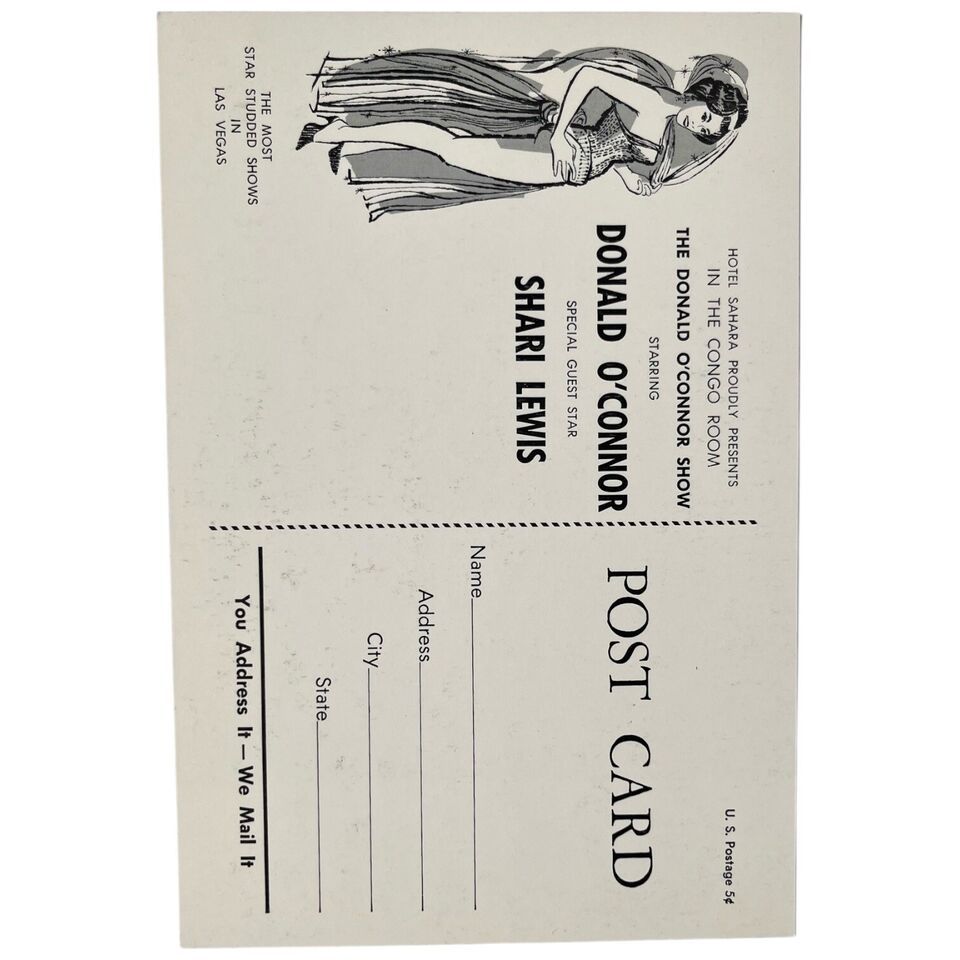 HOTEL SAHARA PROUDLY PRESENTS
IN THE CONGO ROOM
THE DONALD O'CONNOR SHOW
STARRING
DONALD O'CONNOR
SPECIAL GUEST STAR
SHARI LEWIS
THE MOST
STAR STUDDED SHOWS
IN
LAS VEGAS
U. S. Postage 5¢
POST CARD
Name
Address
City
State
You Address It — We Mail It